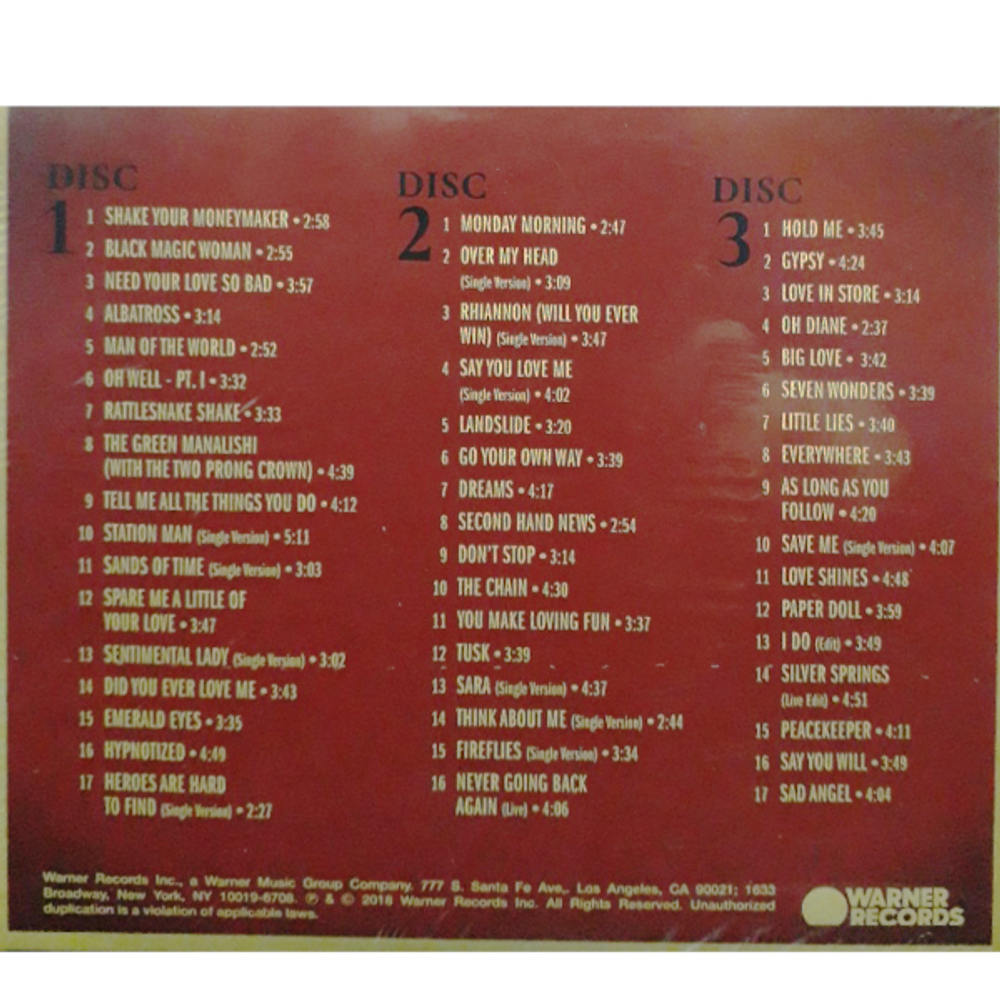 DISC
1
1 SHAKE YOUR MONEYMAKER • 2:58
2 BLACK MAGIC WOMAN • 2:55
3 NEED YOUR LOVE SO BAD • 3:57
4 ALBATROSS • 3:14
5 MAN OF THE WORLD • 2:52
6 OH WELL - PT. I • 3:32
7 RATTLESNAKE SHAKE • 3:33
8 THE GREEN MANALISHI
(WITH THE TWO PRONG CROWN) • 4:39
9 TELL ME ALL THE THINGS YOU DO • 4:12
10 STATION MAN (Single Version) • 5:11
11 SANDS OF TIME (Single Version) • 3:03
12 SPARE ME A LITTLE OF
YOUR LOVE • 3:47
13 SENTIMENTAL LADY (Single Version) • 3:02
14 DID YOU EVER LOVE ME • 3:43
15 EMERALD EYES • 3:35
16 HYPNOTIZED • 4:49
17 HEROES ARE HARD
TO FIND (Single Version) • 2:27
DISC
2
1 MONDAY MORNING • 2:47
2 OVER MY HEAD
(Single Version) • 3:09
3 RHIANNON (WILL YOU EVER
WIN) (Single Version) • 3:47
4 SAY YOU LOVE ME
(Single Version) • 4:02
5 LANDSLIDE • 3:20
6 GO YOUR OWN WAY • 3:39
7 DREAMS • 4:17
8 SECOND HAND NEWS • 2:54
9 DON'T STOP • 3:14
10 THE CHAIN • 4:30
11 YOU MAKE LOVING FUN • 3:37
12 TUSK • 3:39
13 SARA (Single Version) • 4:37
14 THINK ABOUT ME (Single Version) • 2:44
15 FIREFLIES (Single Version) • 3:34
16 NEVER GOING BACK
AGAIN (Live) • 4:06
DISC
3
1 HOLD ME • 3:45
2 GYPSY • 4:24
3 LOVE IN STORE • 3:14
4 OH DIANE • 2:37
5 BIG LOVE • 3:42
6 SEVEN WONDERS • 3:39
7 LITTLE LIES • 3:40
8 EVERYWHERE • 3:43
9 AS LONG AS YOU
FOLLOW • 4:20
10 SAVE ME (Single Version) • 4:07
11 LOVE SHINES • 4:48
12 PAPER DOLL • 3:59
13 I DO (Edit) • 3:49
14 SILVER SPRINGS
(Live Edit) • 4:51
15 PEACEKEEPER • 4:11
16 SAY YOU WILL • 3:49
17 SAD ANGEL • 4:04
Warner Records Inc., a Warner Music Group Company. 777 S. Santa Fe Ave., Los Angeles, CA 90021; 1633
Broadway, New York, NY 10019-6708. ℗ & © 2018 Warner Records Inc. All Rights Reserved. Unauthorized
duplication is a violation of applicable laws.
WARNER
RECORDS